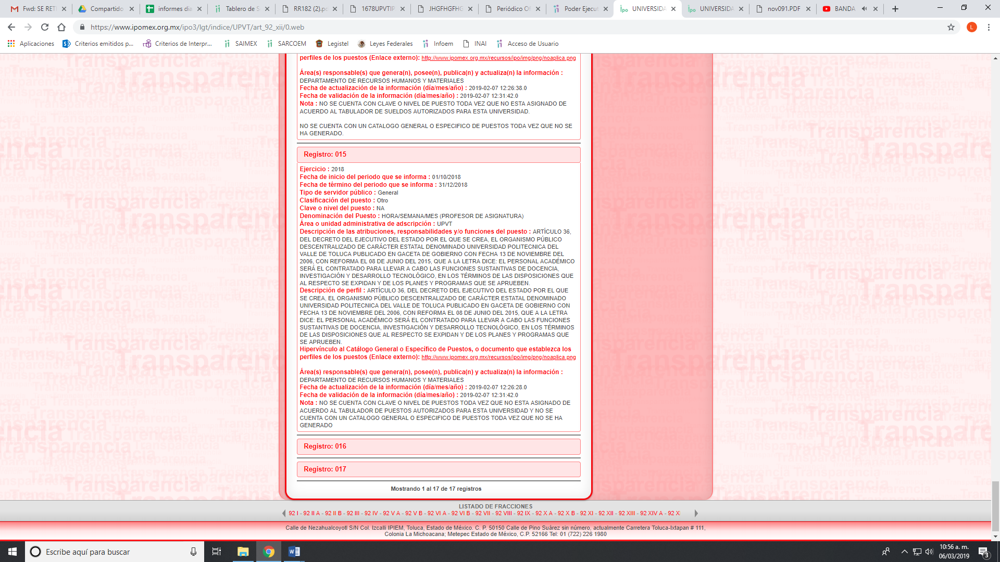 Fwd: SE RETI
Compartido
informes dia
Tablero de S
RR182 (2).pd
1678UPVTIP
JHGFHGFHG
Periódico Of
Poder Ejecut
UNIVERSIDA
UNIVERSIDA
nov091.PDF
BANDA
https://www.ipomex.org.mx/ipo3/lgt/indice/UPVT/art_92_xii/0.web
L
Aplicaciones
Criterios emitidos p...
Criterios de Interpr...
SAIMEX
SARCOEM
Legistel
Leyes Federales
Infoem
INAI
Acceso de Usuario
perfiles de los puestos (Enlace externo): http://www.ipomex.org.mx/recursos/ipo/img/png/noaplica.png
Área(s) responsable(s) que genera(n), posee(n), publica(n) y actualiza(n) la información :
DEPARTAMENTO DE RECURSOS HUMANOS Y MATERIALES
Fecha de actualización de la información (día/mes/año) : 2019-02-07 12:26:38.0
Fecha de validación de la información (día/mes/año) : 2019-02-07 12:31:42.0
Nota : NO SE CUENTA CON CLAVE O NIVEL DE PUESTO TODA VEZ QUE NO ESTA ASIGNADO DE
ACUERDO AL TABULADOR DE SUELDOS AUTORIZADOS PARA ESTA UNIVERSIDAD.
NO SE CUENTA CON UN CATALOGO GENERAL O ESPECIFICO DE PUESTOS TODA VEZ QUE NO SE
HA GENERADO.
Registro: 015
Ejercicio : 2018
Fecha de inicio del periodo que se informa : 01/10/2018
Fecha de término del periodo que se informa : 31/12/2018
Tipo de servidor público : General
Clasificación del puesto : Otro
Clave o nivel del puesto : NA
Denominación del Puesto : HORA/SEMANA/MES (PROFESOR DE ASIGNATURA)
Área o unidad administrativa de adscripción : UPVT
Descripción de las atribuciones, responsabilidades y/o funciones del puesto : ARTÍCULO 36,
DEL DECRETO DEL EJECUTIVO DEL ESTADO POR EL QUE SE CREA, EL ORGANISMO PÚBLICO
DESCENTRALIZADO DE CARÁCTER ESTATAL DENOMINADO UNIVERSIDAD POLITECNICA DEL
VALLE DE TOLUCA PUBLICADO EN GACETA DE GOBIERNO CON FECHA 13 DE NOVIEMBRE DEL
2006, CON REFORMA EL 08 DE JUNIO DEL 2015, QUE A LA LETRA DICE: EL PERSONAL ACADÉMICO
SERÁ EL CONTRATADO PARA LLEVAR A CABO LAS FUNCIONES SUSTANTIVAS DE DOCENCIA,
INVESTIGACIÓN Y DESARROLLO TECNOLÓGICO, EN LOS TÉRMINOS DE LAS DISPOSICIONES QUE
AL RESPECTO SE EXPIDAN Y DE LOS PLANES Y PROGRAMAS QUE SE APRUEBEN.
Descripción de perfil : ARTÍCULO 36, DEL DECRETO DEL EJECUTIVO DEL ESTADO POR EL QUE
SE CREA, EL ORGANISMO PÚBLICO DESCENTRALIZADO DE CARÁCTER ESTATAL DENOMINADO
UNIVERSIDAD POLITECNICA DEL VALLE DE TOLUCA PUBLICADO EN GACETA DE GOBIERNO CON
FECHA 13 DE NOVIEMBRE DEL 2006, CON REFORMA EL 08 DE JUNIO DEL 2015, QUE A LA LETRA
DICE: EL PERSONAL ACADÉMICO SERÁ EL CONTRATADO PARA LLEVAR A CABO LAS FUNCIONES
SUSTANTIVAS DE DOCENCIA, INVESTIGACIÓN Y DESARROLLO TECNOLÓGICO, EN LOS TÉRMINOS
DE LAS DISPOSICIONES QUE AL RESPECTO SE EXPIDAN Y DE LOS PLANES Y PROGRAMAS QUE
SE APRUEBEN.
Hipervínculo al Catálogo General o Específico de Puestos, o documento que establezca los
perfiles de los puestos (Enlace externo): http://www.ipomex.org.mx/recursos/ipo/img/png/noaplica.png
Área(s) responsable(s) que genera(n), posee(n), publica(n) y actualiza(n) la información :
DEPARTAMENTO DE RECURSOS HUMANOS Y MATERIALES
Fecha de actualización de la información (día/mes/año) : 2019-02-07 12:26:28.0
Fecha de validación de la información (día/mes/año) : 2019-02-07 12:31:42.0
Nota : NO SE CUENTA CON CLAVE O NIVEL DE PUESTOS TODA VEZ QUE NO ESTA ASIGNADO DE
ACUERDO AL TABULADOR DE PUESTOS AUTORIZADOS PARA ESTA UNIVERSIDAD Y NO SE
CUENTA CON UN CATALOGO GENERAL O ESPECIFICO DE PUESTOS TODA VEZ QUE NO SE HA
GENERADO
Registro: 016
Registro: 017
Mostrando 1 al 17 de 17 registros
LISTADO DE FRACCIONES
92 I - 92 II A - 92 II B - 92 III - 92 IV - 92 V A - 92 V B - 92 VI A - 92 VI B - 92 VII - 92 VIII - 92 IX - 92 X A - 92 X B - 92 XI - 92 XII - 92 XIII - 92 XIV A - 92 X
Calle de Nezahualcoyotl S/N Col. Izcalli IPIEM, Toluca, Estado de México. C. P. 50150 Calle de Pino Suárez sin número, actualmente Carretera Toluca-Ixtapan # 111,
Colonia La Michoacana; Metepec Estado de México, C.P. 52166 Tel: 01 (722) 226 1980
Escribe aquí para buscar
10:56 a. m.
06/03/2019
3